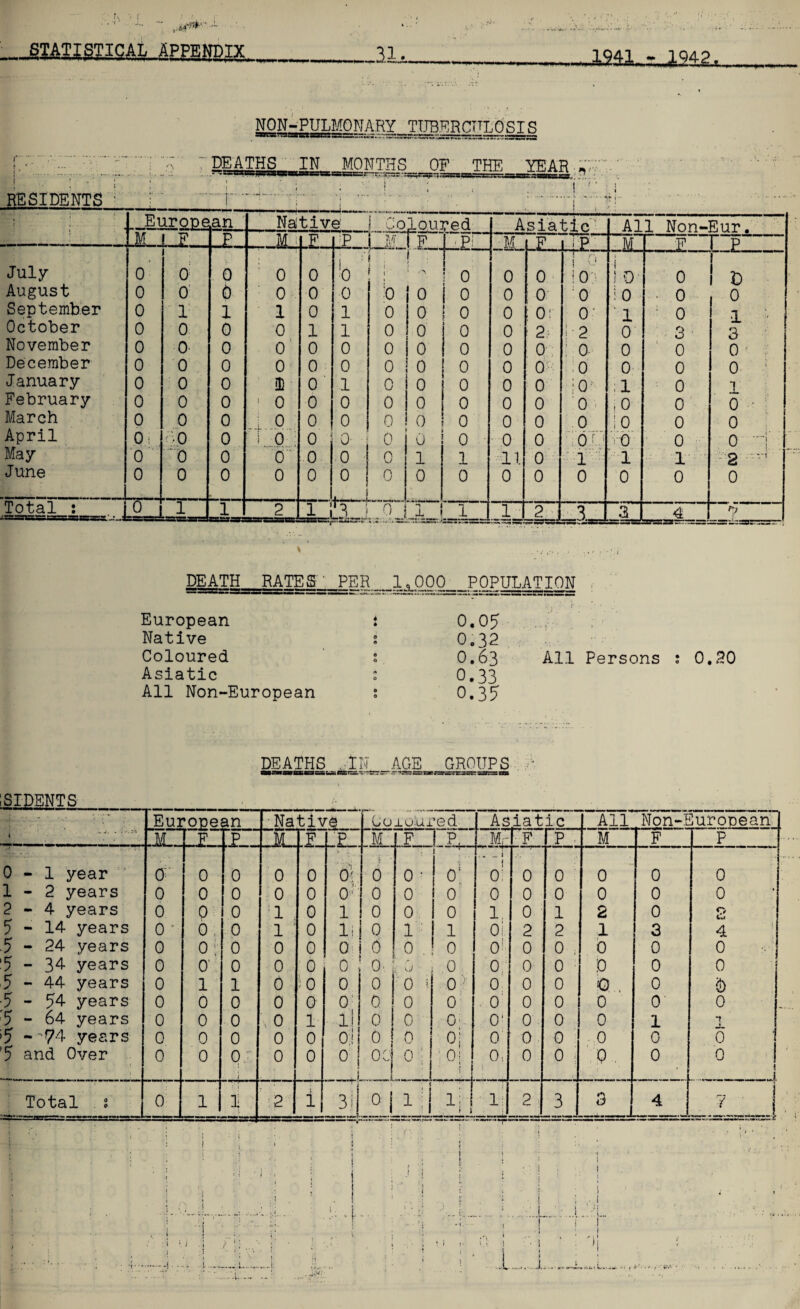 STATISTICAL APPENDIX 31. 1941 - 1942.
NON-PULMONARY TUBERCULOSIS
DEATHS IN MONTHS OF THE YEAR
RESIDENTS
European Native Coloured Asiatic All Non-Eur.
M F P M F P M F P M F P M F P
July 0 0 0 0 0 0 0 0 0 0 0 0
August 0 0 0 0 0 0 0 0 0 0 0 0 0 0 0
September 0 1 1 1 0 1 0 0 0 0 0 0 1 0 1
October 0 0 0 0 1 1 0 0 0 0 2 2 0 3 3
November 0 0 0 0 0 0 0 0 0 0 0 0 0 0 0
December 0 0 0 0 0 0 0 0 0 0 0 0 0 0 0
January 0 0 0 0 1 0 0 0 0 0 0 1 0 1
February 0 0 0 0 0 0 0 0 0 0 0 0 0 0 0
March 0 0 0 0 0 0 0 0 0 0 0 0 0 0 0
April 0 0 0 0 0 0 0 0 0 0 0 0 0 0 0
May 0 0 0 0 0 0 0 1 1 11 0 1 1 1 2
June 0 0 0 0 0 0 0 0 0 0 0 0 0 0 0
Total : 0 1 1 2 1 3 0 1 1 1 2 3 3 4 7
DEATH RATES PER 1,000 POPULATION
European : 0.05
Native : 0.32
Coloured : 0.63 All Persons : 0.20
Asiatic : 0.33
All Non-European : 0.35
DEATHS IN AGE GROUPS
SIDENTS
European Native Coloured Asiatic All Non-European
M F P M F P M F P M F P M F P
0 - 1 year 0 0 0 0 0 0 0 0 0 0 0 0 0 0 0
1 - 2 years 0 0 0 0 0 0 0 0 0 0 0 0 0 0 0
2 - 4 years 0 0 0 1 0 1 0 0 0 1 0 1 2 0 2
5 - 14 years 0 0 0 1 0 1 0 1 1 0 2 2 1 3 4
5 - 24 years 0 0 0 0 0 0 0 0 0 0 0 0 0 0 0
5 - 34 years 0 0 0 0 0 0 0 0 0 0 0 0 0 0 0
5 - 44 years 0 1 1 0 0 0 0 0 0 0 0 0 0 0
5 - 54 years 0 0 0 0 0 0 0 0 0 0 0 0 0 0 0
5 - 64 years 0 0 0 0 1 1 0 0 0 0 0 0 0 1 1
5 - 74 years 0 0 0 0 0 0 0 0 0 0 0 0 0 0 0
5 and Over 0 0 0 0 0 0 00 0 0 0 0 0 0 0 0
Total : 0 1 1 2 1 3 0 1 1 1 2 3 3 4 7